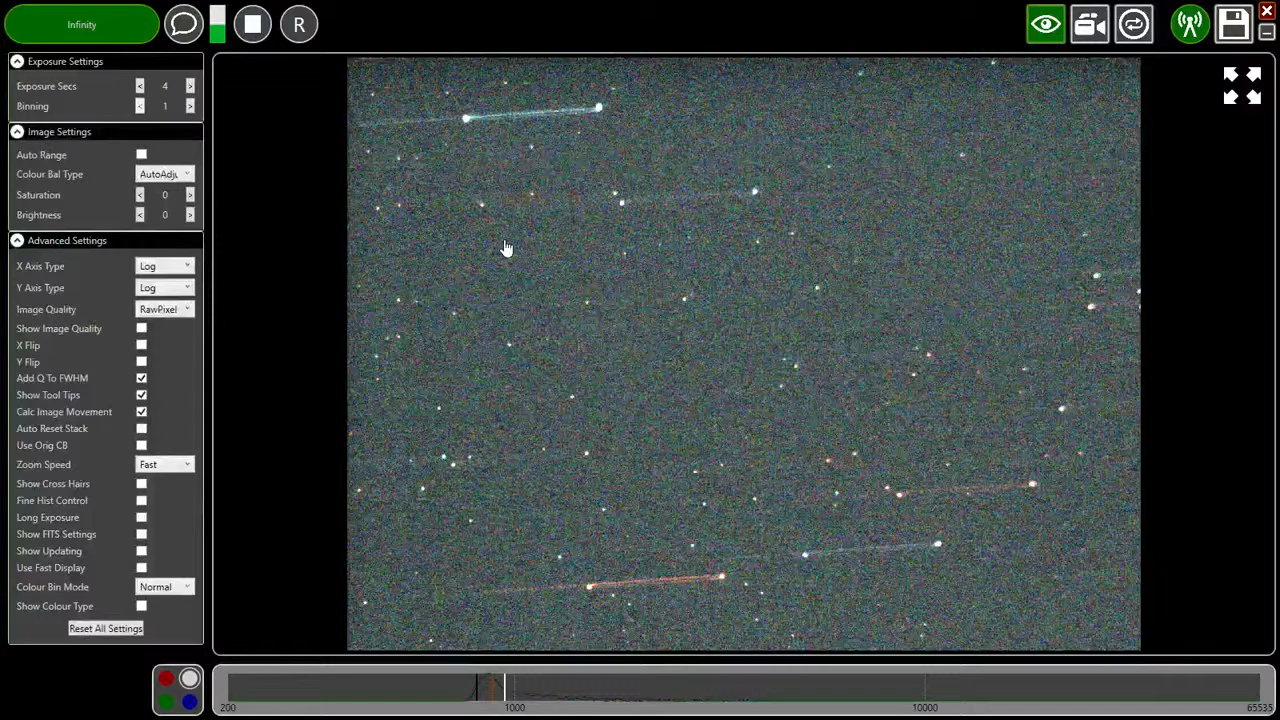 Infinity
R
Exposure Settings
Exposure Secs < 4 >
Binning < 1 >
Image Settings
Auto Range
Colour Bal Type AutoAdju
Saturation < 0 >
Brightness < 0 >
Advanced Settings
X Axis Type Log
Y Axis Type Log
Image Quality RawPixel
Show Image Quality
X Flip
Y Flip
Add Q To FWHM
Show Tool Tips
Calc Image Movement
Auto Reset Stack
Use Orig CB
Zoom Speed Fast
Show Cross Hairs
Fine Hist Control
Long Exposure
Show FITS Settings
Show Updating
Use Fast Display
Colour Bin Mode Normal
Show Colour Type
Reset All Settings
200 1000 10000 65535